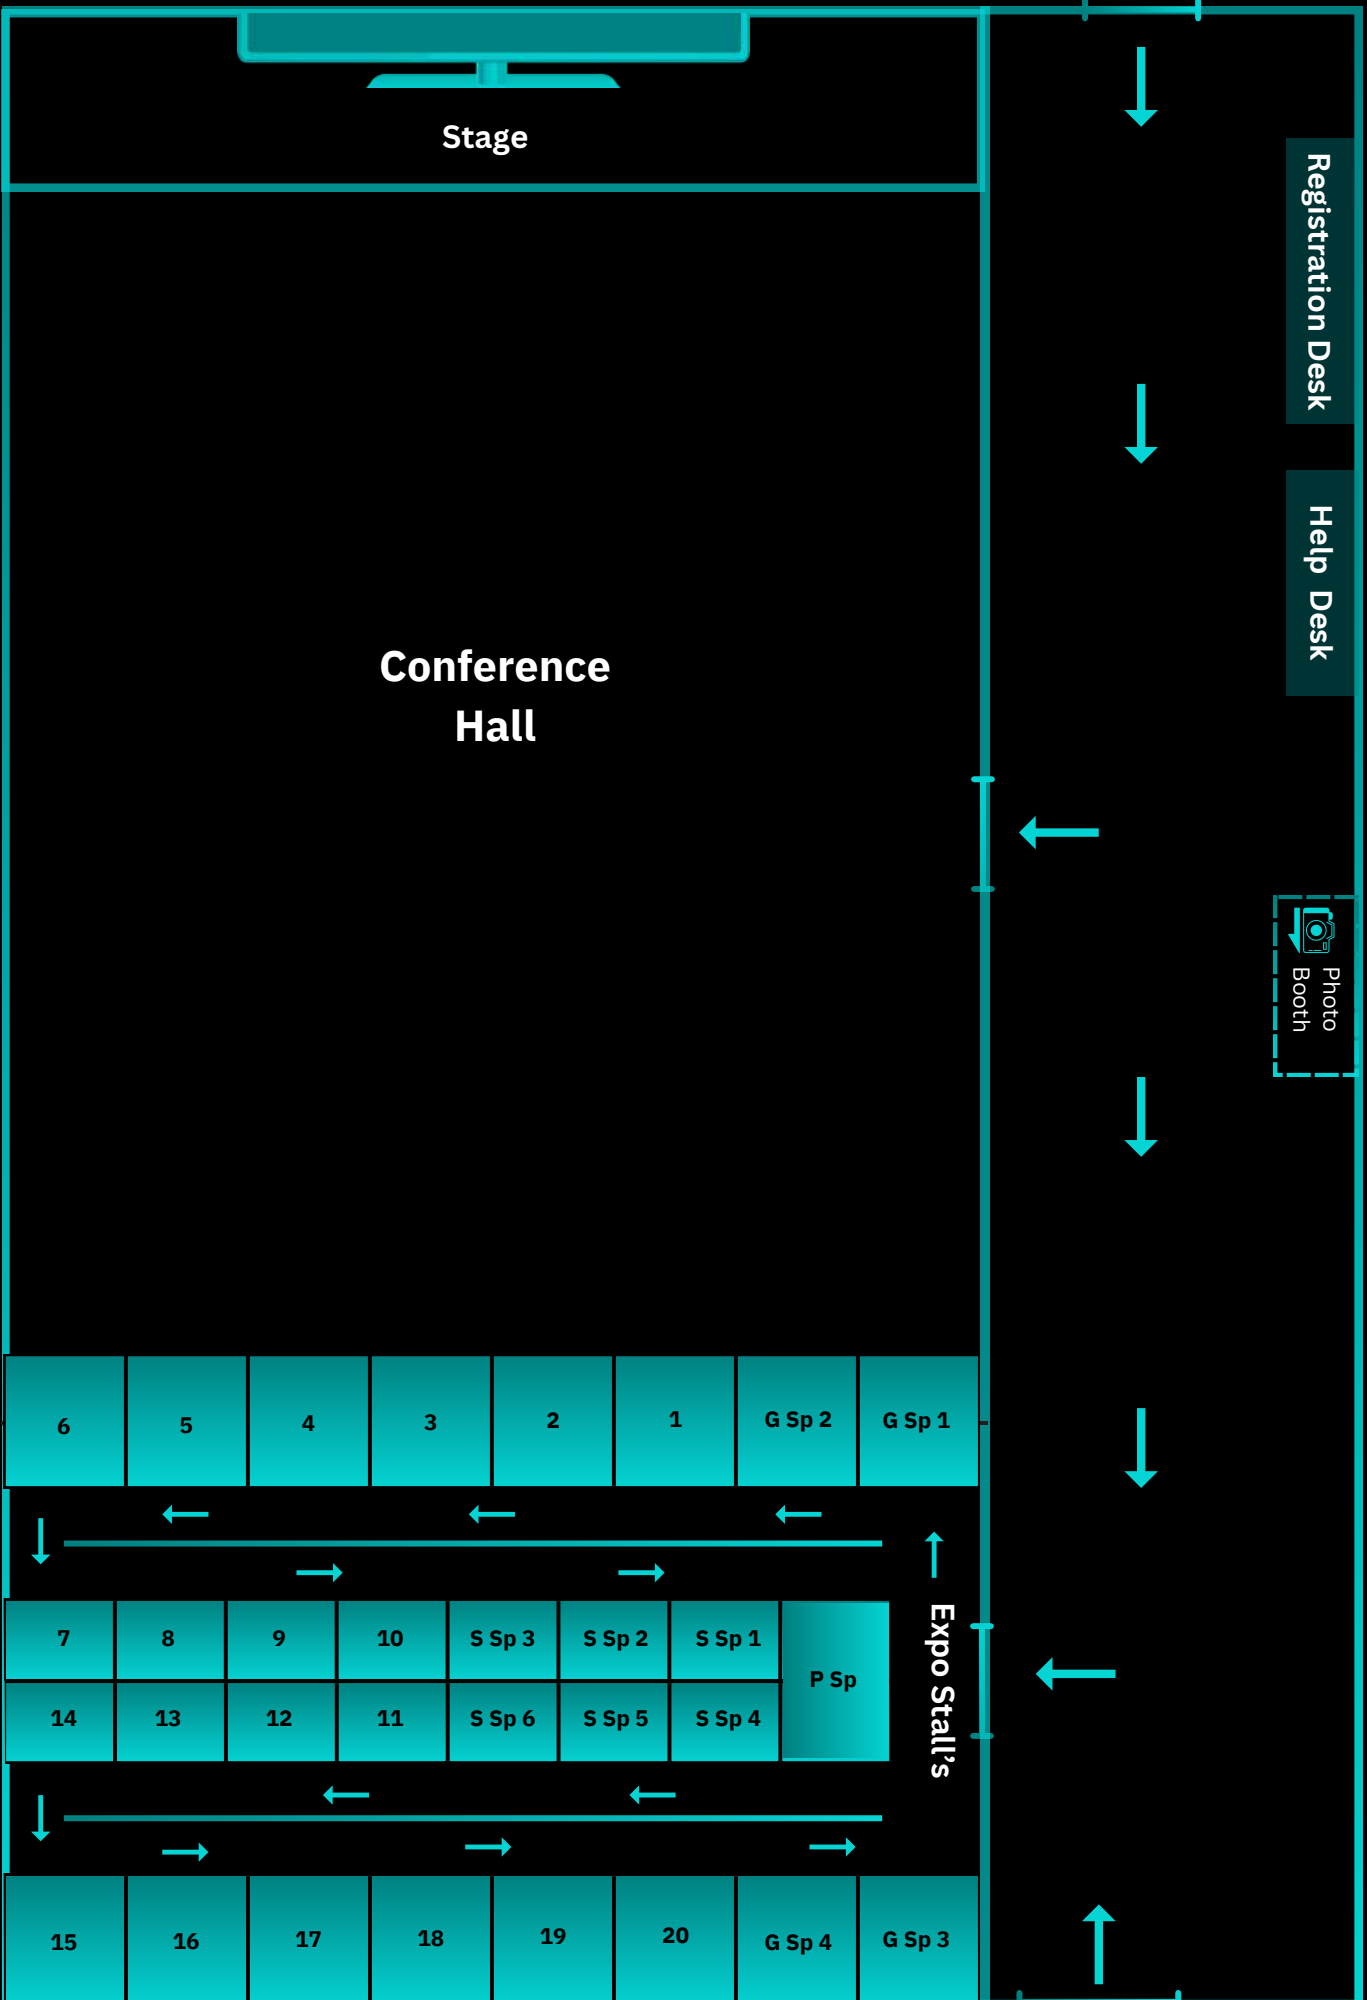 Stage
Registration Desk
Help Desk
Conference
Hall
Photo
Booth
6
5
4
3
2
1
G Sp 2
G Sp 1
7
8
9
10
S Sp 3
S Sp 2
S Sp 1
P Sp
14
13
12
11
S Sp 6
S Sp 5
S Sp 4
Expo Stall's
15
16
17
18
19
20
G Sp 4
G Sp 3